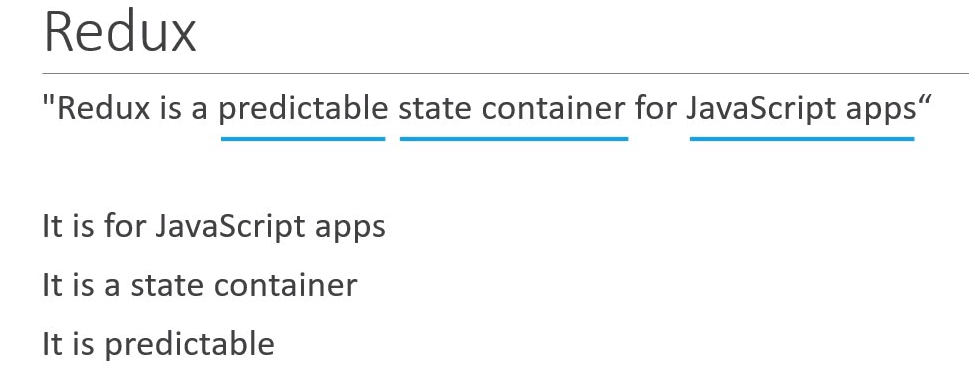 Redux
"Redux is a predictable state container for JavaScript apps“
It is for JavaScript apps
It is a state container
It is predictable